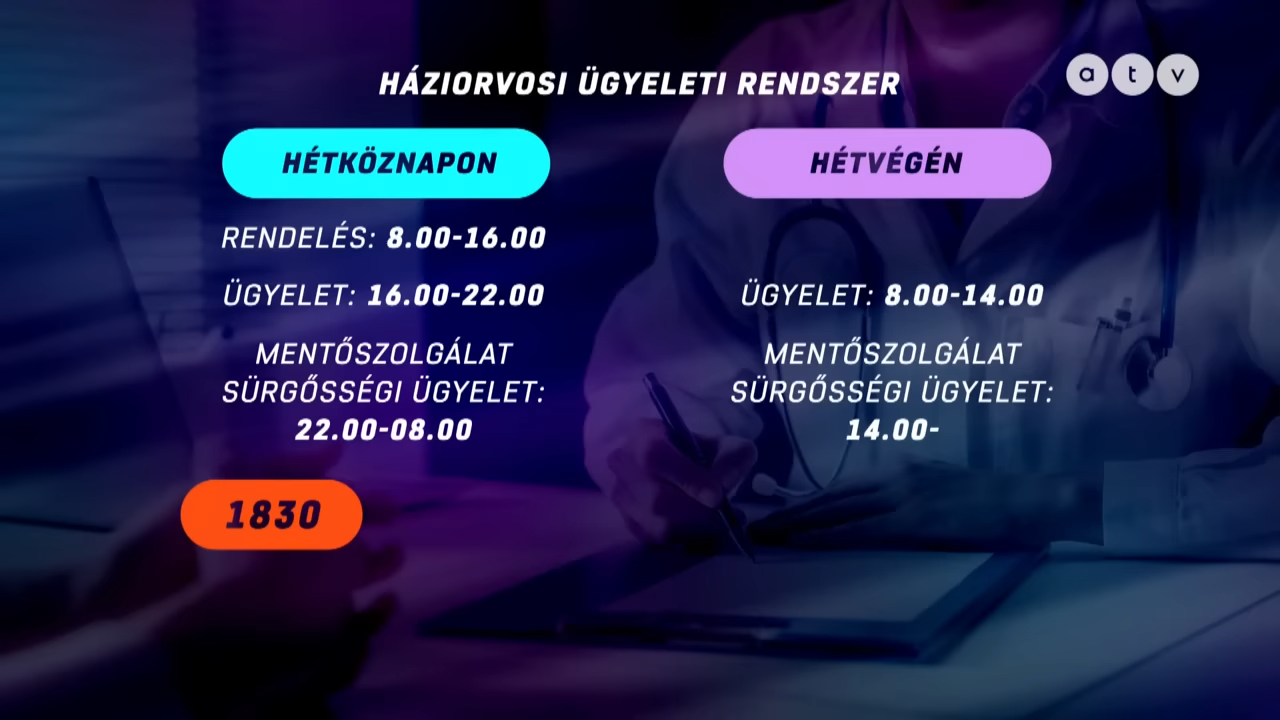 HÁZIORVOSI ÜGYELETI RENDSZER
atv
HÉTKÖZNAPON
RENDELÉS: 8.00-16.00
ÜGYELET: 16.00-22.00
MENTŐSZOLGÁLAT
SÜRGŐSSÉGI ÜGYELET:
22.00-08.00
1830
HÉTVÉGÉN
ÜGYELET: 8.00-14.00
MENTŐSZOLGÁLAT
SÜRGŐSSÉGI ÜGYELET:
14.00-